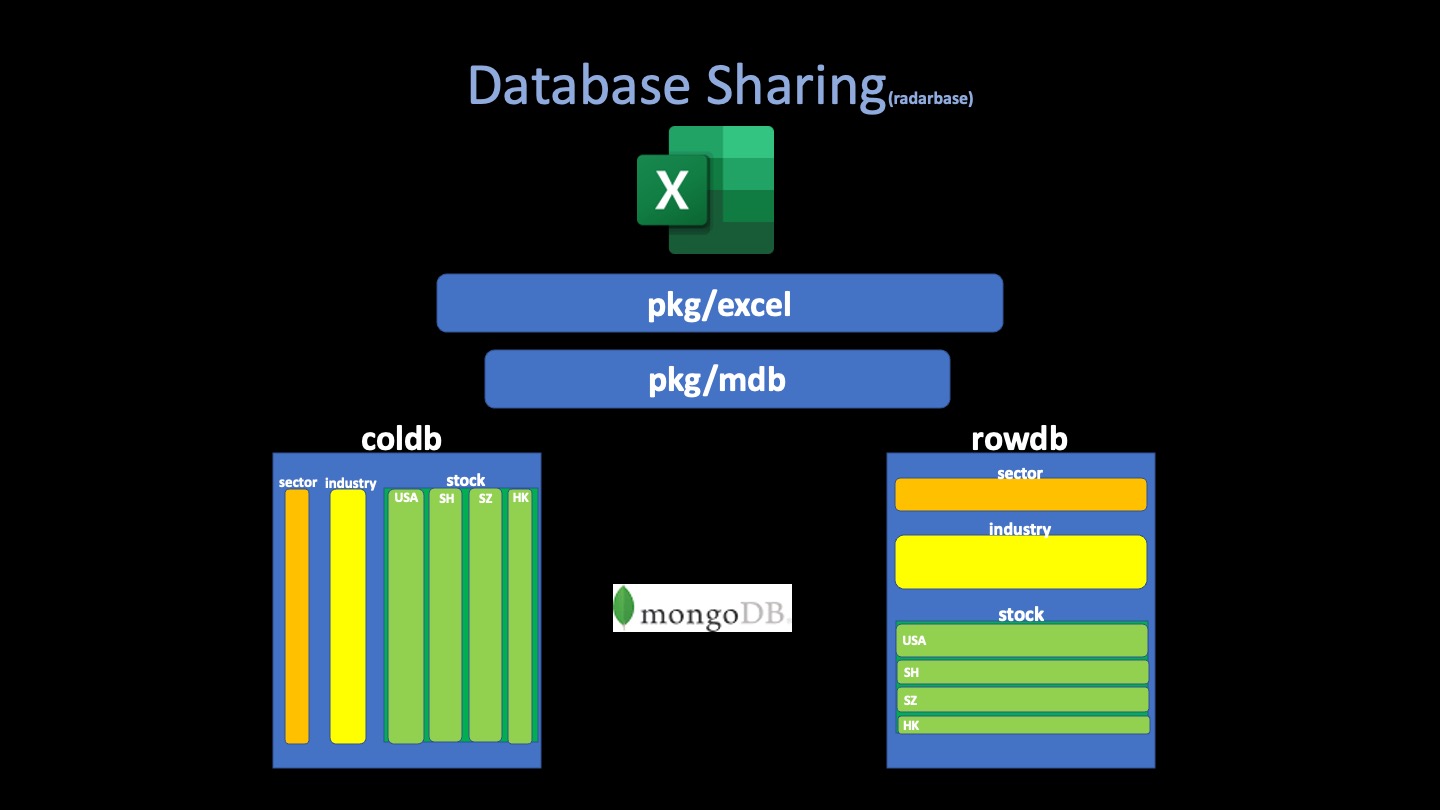 Database Sharing(radarbase)
X
pkg/excel
pkg/mdb
coldb
sector industry stock
USA SH SZ HK
mongoDB.
rowdb
sector
industry
stock
USA
SH
SZ
HK